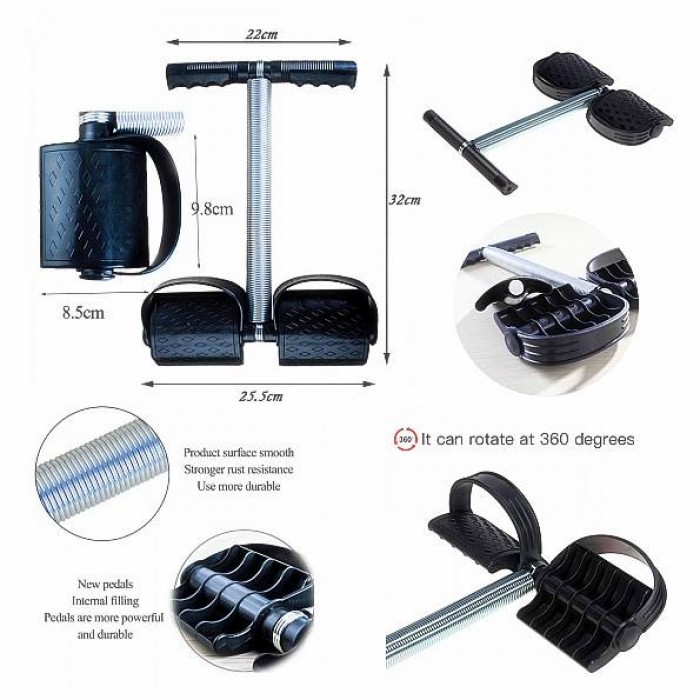 22cm
9.8cm
32cm
8.5cm
25.5cm
Product surface smooth
Stronger rust resistance
Use more durable
360° It can rotate at 360 degrees
New pedals
Internal filling
Pedals are more powerful
and durable